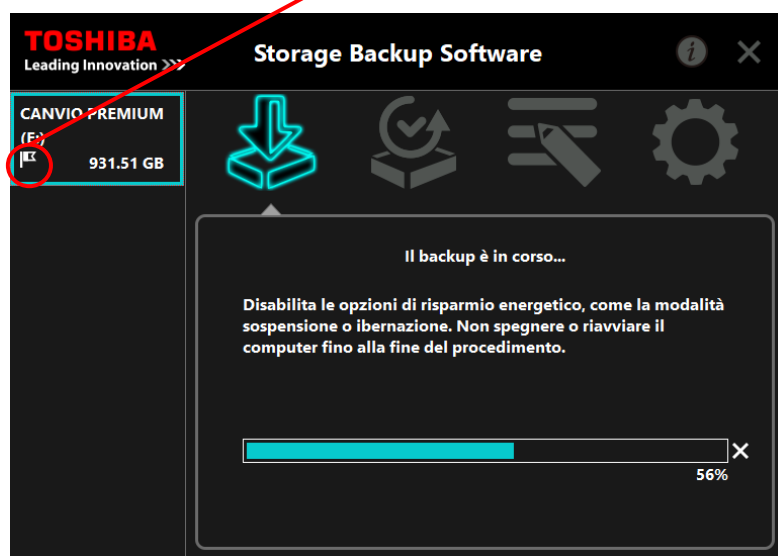 TOSHIBA
Leading Innovation >>>
Storage Backup Software
CANVIO PREMIUM
(F:)
931.51 GB
Il backup è in corso...
Disabilita le opzioni di risparmio energetico, come la modalità
sospensione o ibernazione. Non spegnere o riavviare il
computer fino alla fine del procedimento.
56%